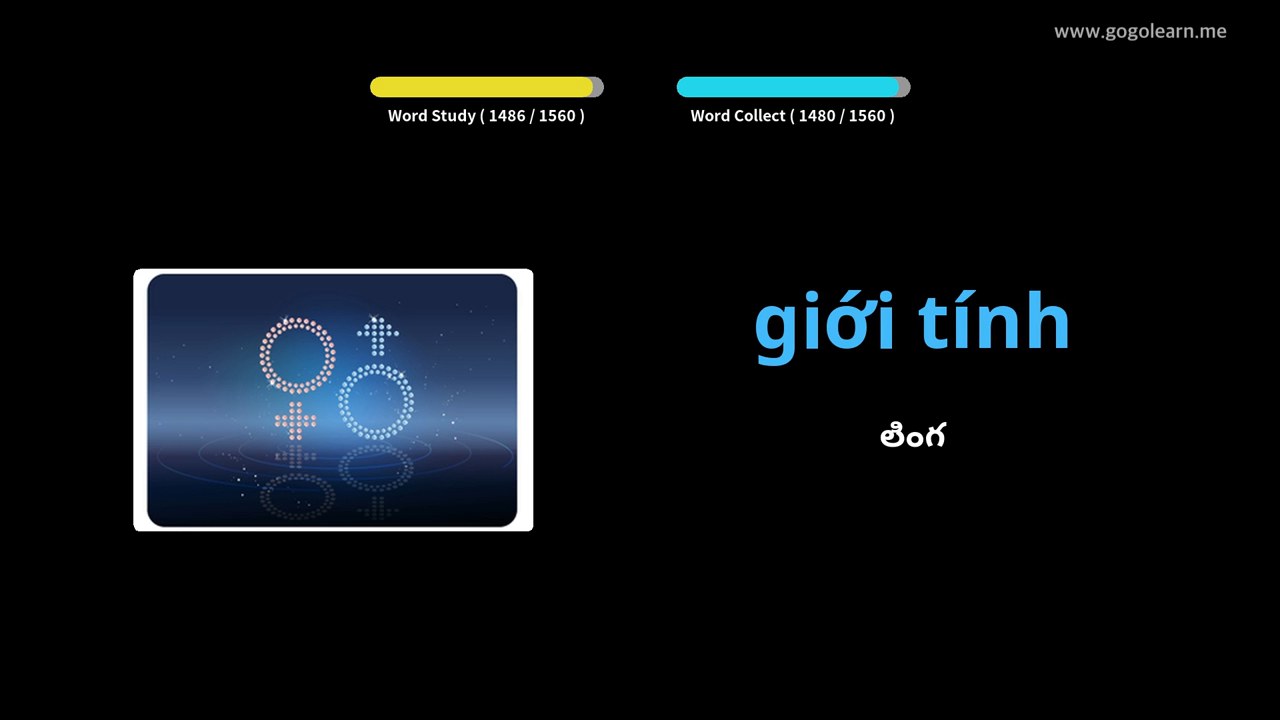 www.gogolearn.me
Word Study ( 1486 / 1560 )
Word Collect ( 1480 / 1560 )
giới tính
లింగ